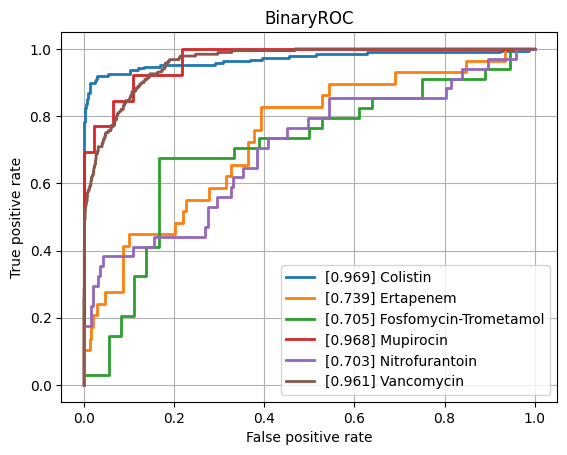 BinaryROC
True positive rate
1.0
0.8
0.6
0.4
0.2
0.0
[0.969] Colistin
[0.739] Ertapenem
[0.705] Fosfomycin-Trometamol
[0.968] Mupirocin
[0.703] Nitrofurantoin
[0.961] Vancomycin
0.0 0.2 0.4 0.6 0.8 1.0
False positive rate